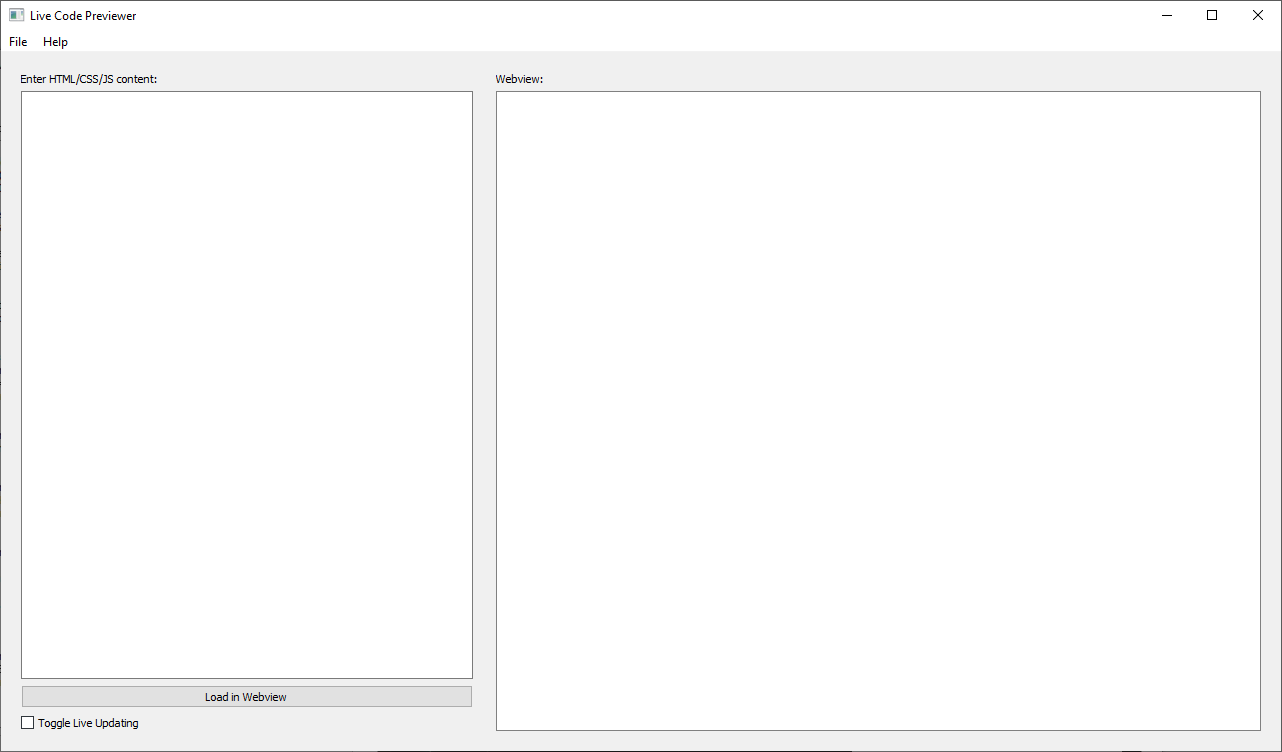 Live Code Previewer
File Help
Enter HTML/CSS/JS content:
Webview:
Load in Webview
Toggle Live Updating